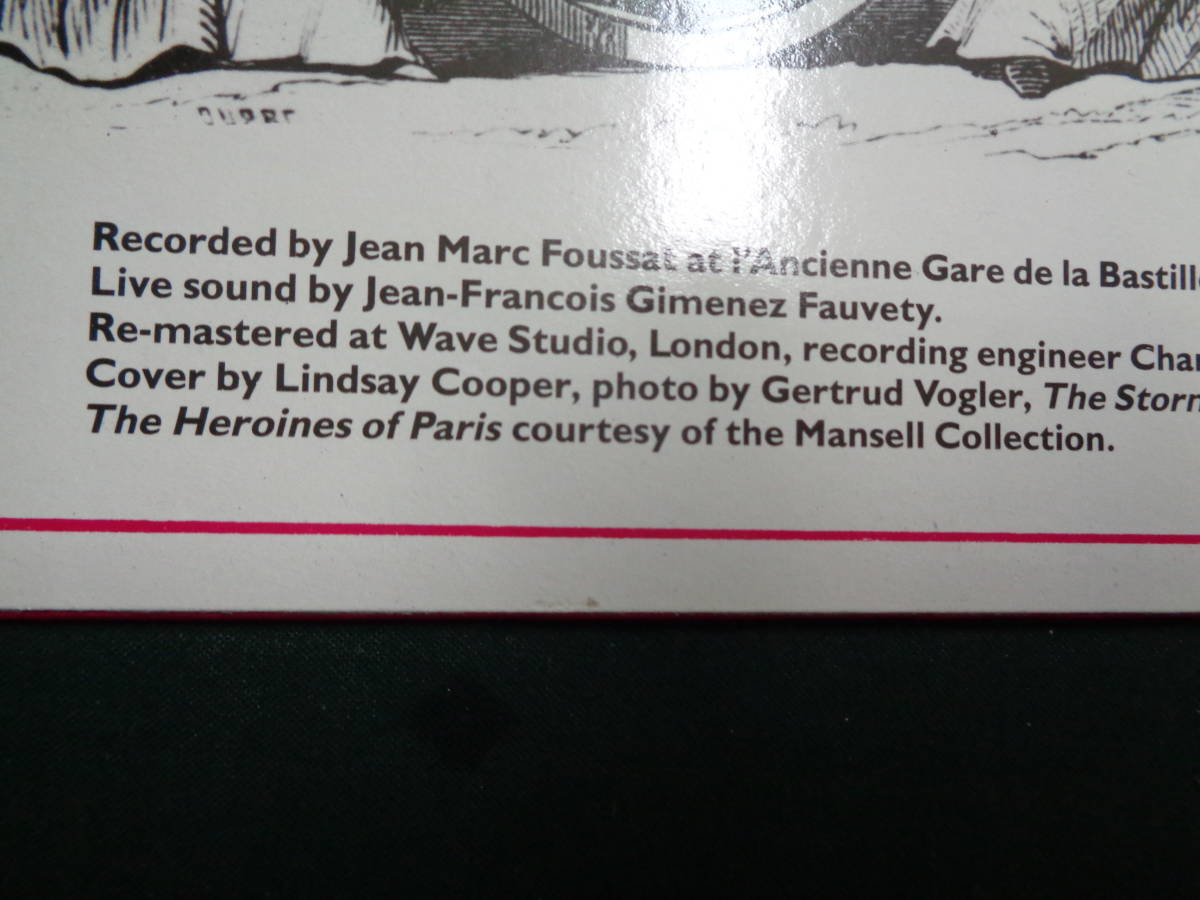 Recorded by Jean Marc Foussat at l'Ancienne Gare de la Bastille
Live sound by Jean-Francois Gimenez Fauvety.
Re-mastered at Wave Studio, London, recording engineer Char
Cover by Lindsay Cooper, photo by Gertrud Vogler, The Storm
The Heroines of Paris courtesy of the Mansell Collection.